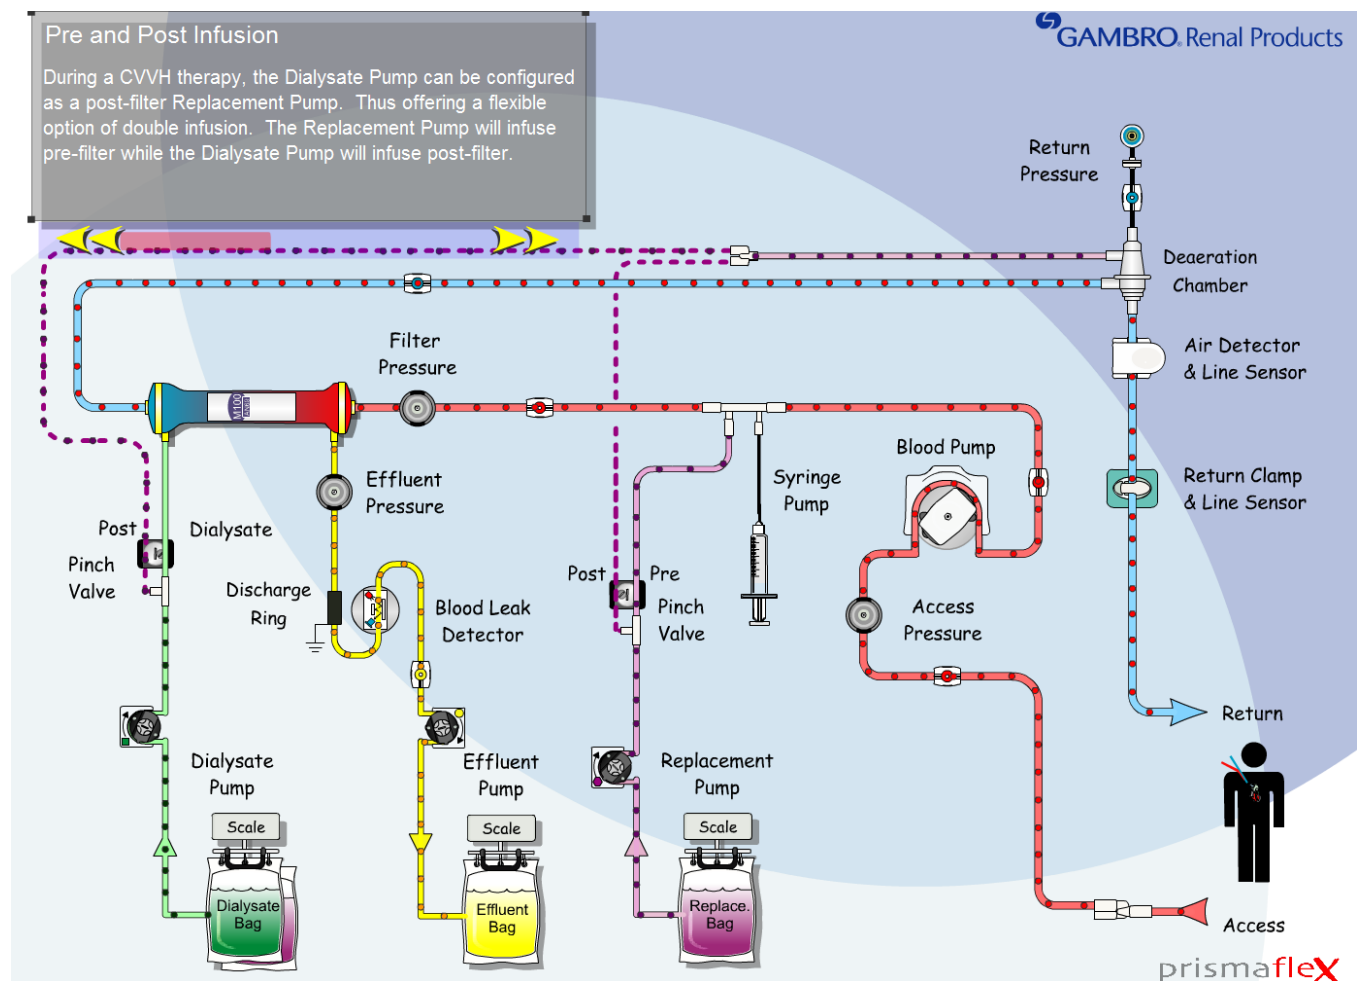 Pre and Post Infusion
During a CVVH therapy, the Dialysate Pump can be configured
as a post-filter Replacement Pump.  Thus offering a flexible
option of double infusion.  The Replacement Pump will infuse
pre-filter while the Dialysate Pump will infuse post-filter.
GAMBRO® Renal Products
Return
Pressure
Deaeration
Chamber
Filter
Pressure
Air Detector
& Line Sensor
M100
Blood Pump
Effluent
Pressure
Syringe
Pump
Return Clamp
& Line Sensor
Post
Dialysate
Pinch
Valve
Discharge
Ring
Blood Leak
Detector
Post
Pre
Pinch
Valve
Access
Pressure
Return
Dialysate
Pump
Effluent
Pump
Replacement
Pump
Scale
Scale
Scale
Dialysate
Bag
Effluent
Bag
Replace.
Bag
Access
prismafleX